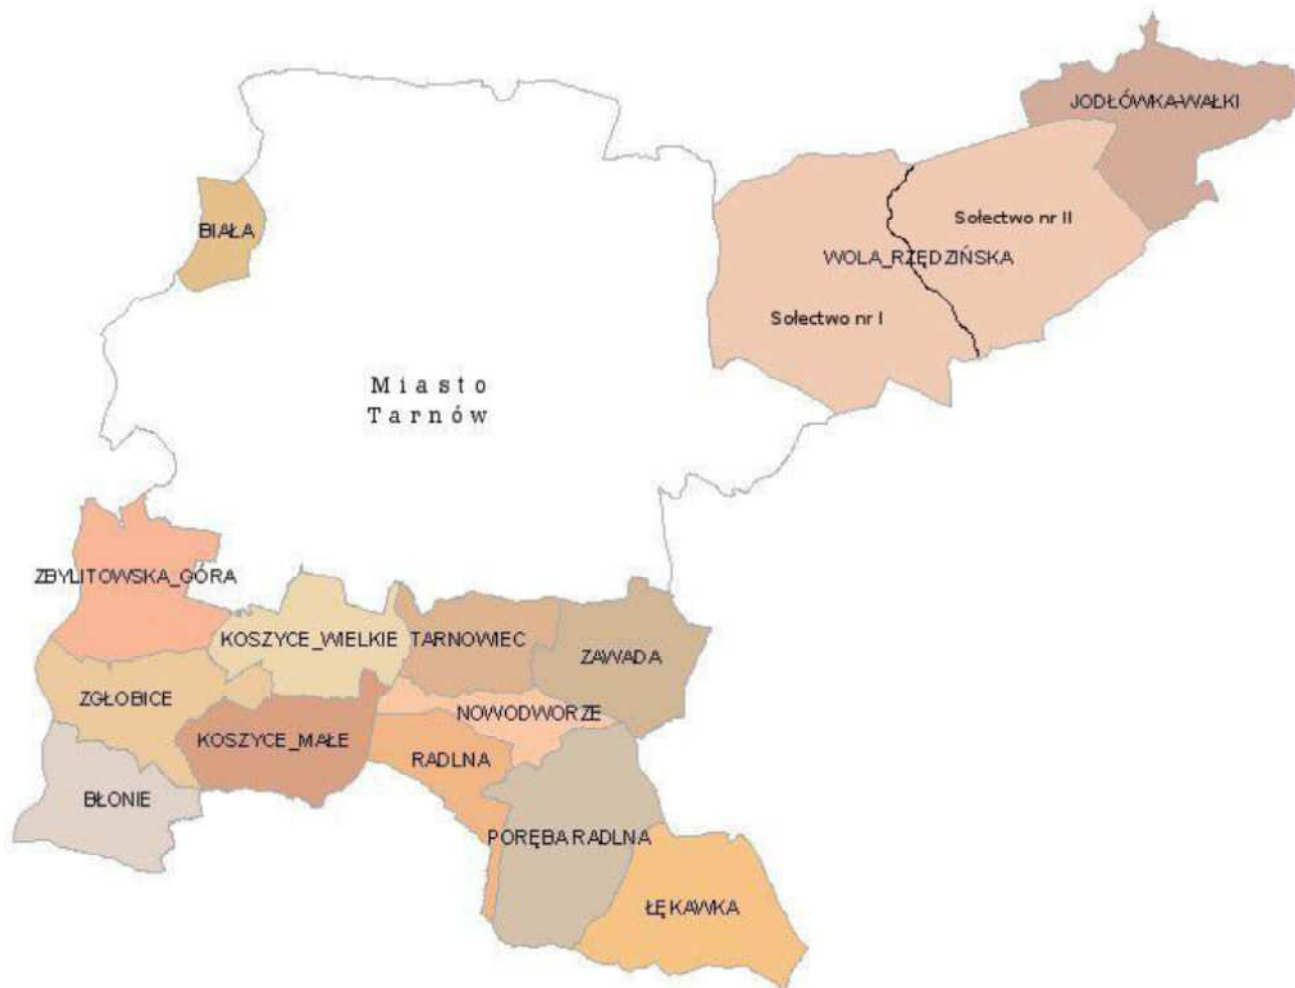 JODŁÓWKA-WAŁKI
Sołectwo nr II
BIAŁA
WOLA_RZĘDZIŃSKA
Sołectwo nr I
Miasto
Tarnów
ZBYLITOWSKA_GÓRA
KOSZYCE_WIELKIE
TARNOWIEC
ZAWADA
ZGŁOBICE
NOWODWORZE
KOSZYCE_MAŁE
RADLNA
BŁONIE
PORĘBA RADLNA
ŁĘKAWKA